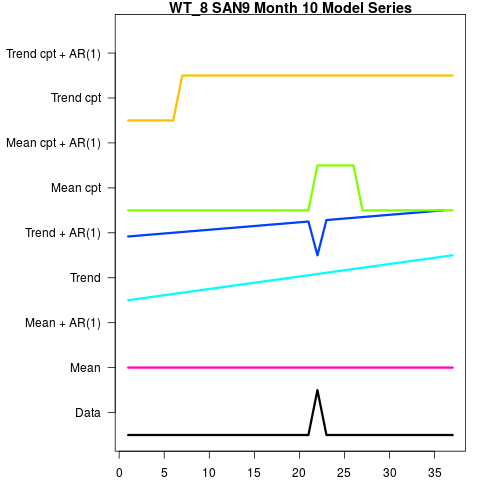 WT_8 SAN9 Month 10 Model Series
Trend cpt + AR(1)
Trend cpt
Mean cpt + AR(1)
Mean cpt
Trend + AR(1)
Trend
Mean + AR(1)
Mean
Data
0 5 10 15 20 25 30 35